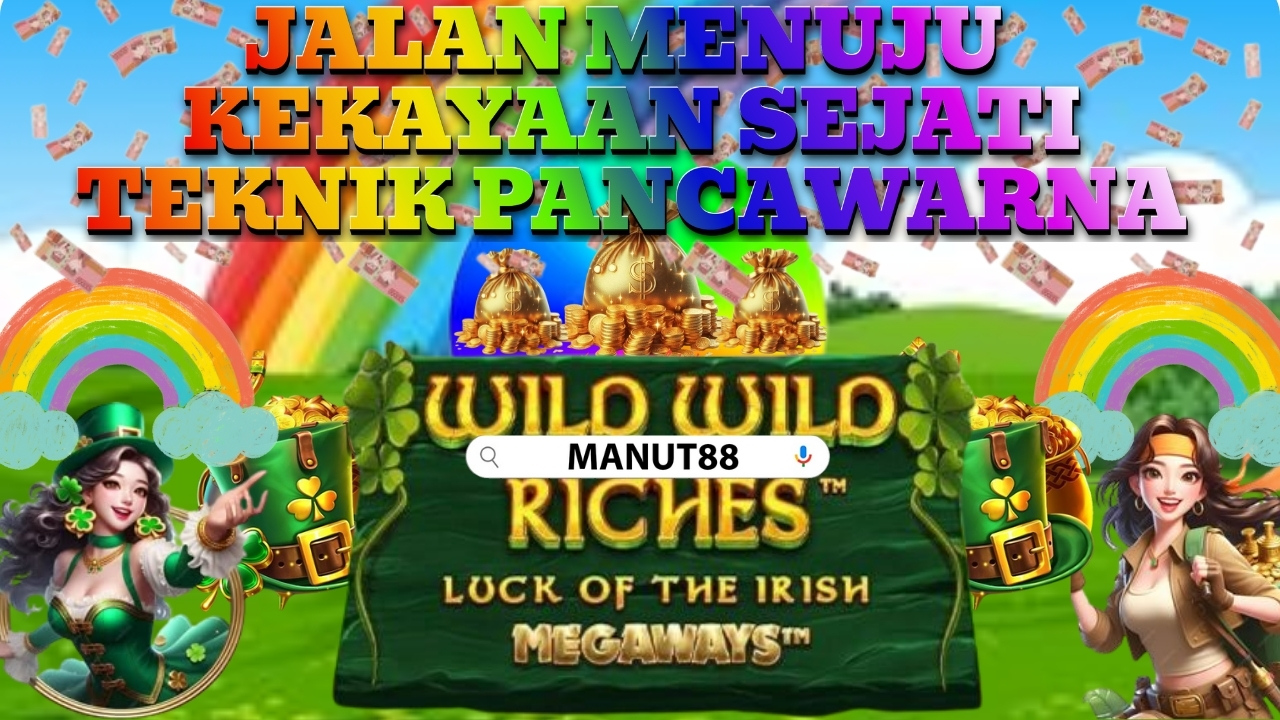 JALAN MENUJU
KEKAYAAN SEJATI
TEKNIK PANCAWARNA
WILD WILD
MANUT88
RICHES™
LUCK OF THE IRISH
MEGAWAYS™